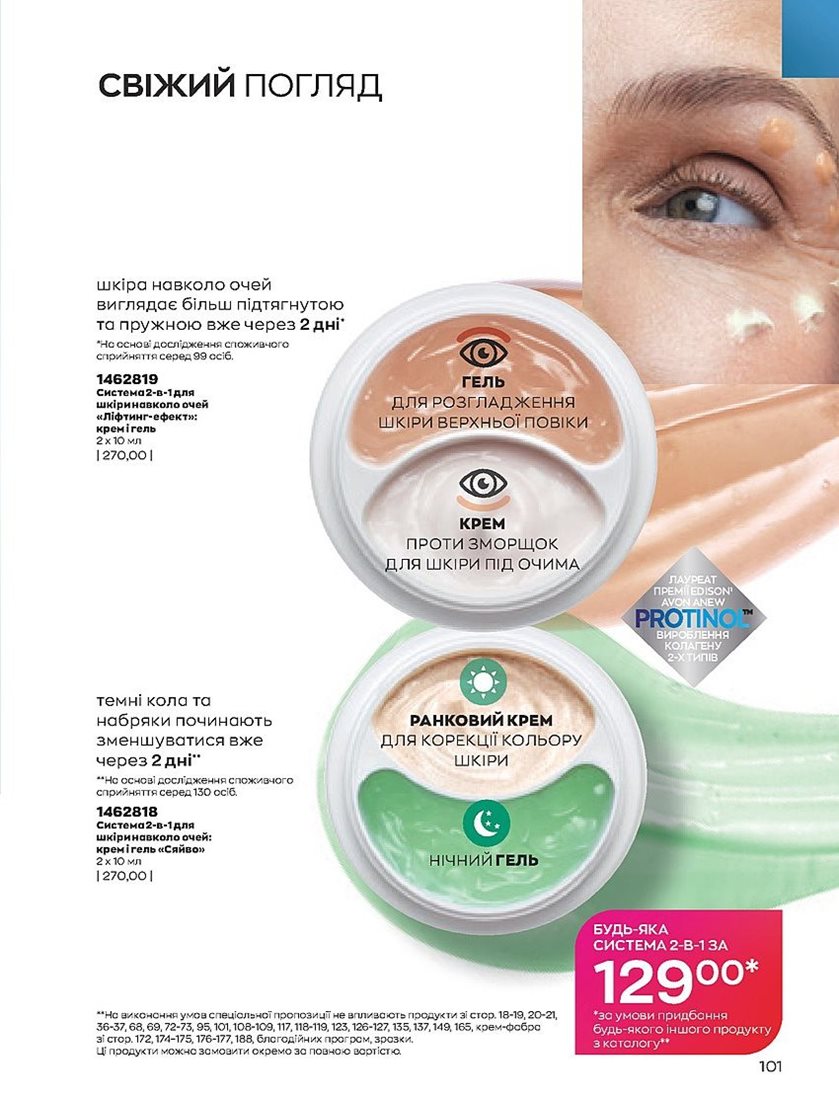 СВІЖИЙ ПОГЛЯД
шкіра навколо очей
виглядає більш підтягнутою
та пружною вже через 2 дні*
*На основі дослідження споживчого
сприйняття серед 99 осіб.
1462819
Система 2-в-1 для
шкіри навколо очей
«Ліфтинг-ефект»:
крем і гель
2 х 10 мл
| 270,00 |
ГЕЛЬ
ДЛЯ РОЗГЛАДЖЕННЯ
ШКІРИ ВЕРХНЬОЇ ПОВІКИ
КРЕМ
ПРОТИ ЗМОРЩОК
ДЛЯ ШКІРИ ПІД ОЧИМА
ЛАУРЕАТ
ПРЕМІЇ EDISON¹
AVON ANEW
PROTINOL™
ВИРОБЛЕННЯ
КОЛАГЕНУ
2-Х ТИПІВ
темні кола та
набряки починають
зменшуватися вже
через 2 дні**
**На основі дослідження споживчого
сприйняття серед 130 осіб.
1462818
Система 2-в-1 для
шкіри навколо очей:
крем і гель «Сяйво»
2 х 10 мл
| 270,00 |
РАНКОВИЙ КРЕМ
ДЛЯ КОРЕКЦІЇ КОЛЬОРУ
ШКІРИ
НІЧНИЙ ГЕЛЬ
БУДЬ-ЯКА
СИСТЕМА 2-В-1 ЗА
129⁰⁰*
*за умови придбання
будь-якого іншого продукту
з каталогу**
**На виконання умов спеціальної пропозиції не впливають продукти зі стор. 18-19, 20-21,
36-37, 68, 69, 72-73, 95, 101, 108-109, 117, 118-119, 123, 126-127, 135, 137, 149, 165, крем-фарба
зі стор. 172, 174-175, 176-177, 188, благодійних програм, зразки.
Ці продукти можна замовити окремо за повною вартістю.
101